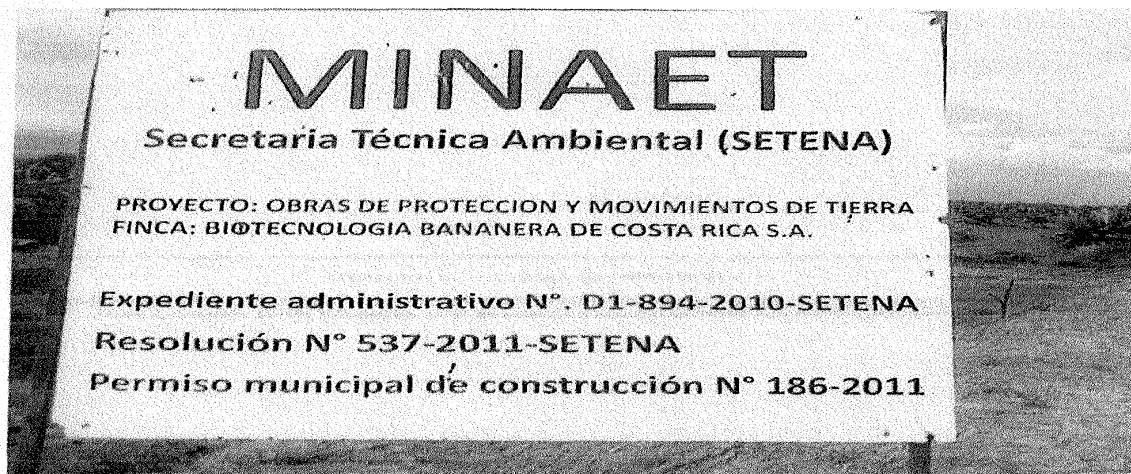 MINAET
Secretaria Técnica Ambiental (SETENA)
PROYECTO: OBRAS DE PROTECCION Y MOVIMIENTOS DE TIERRA
FINCA: BIOTECNOLOGIA BANANERA DE COSTA RICA S.A.
Expediente administrativo N°. D1-894-2010-SETENA
Resolución N° 537-2011-SETENA
Permiso municipal de construcción N° 186-2011